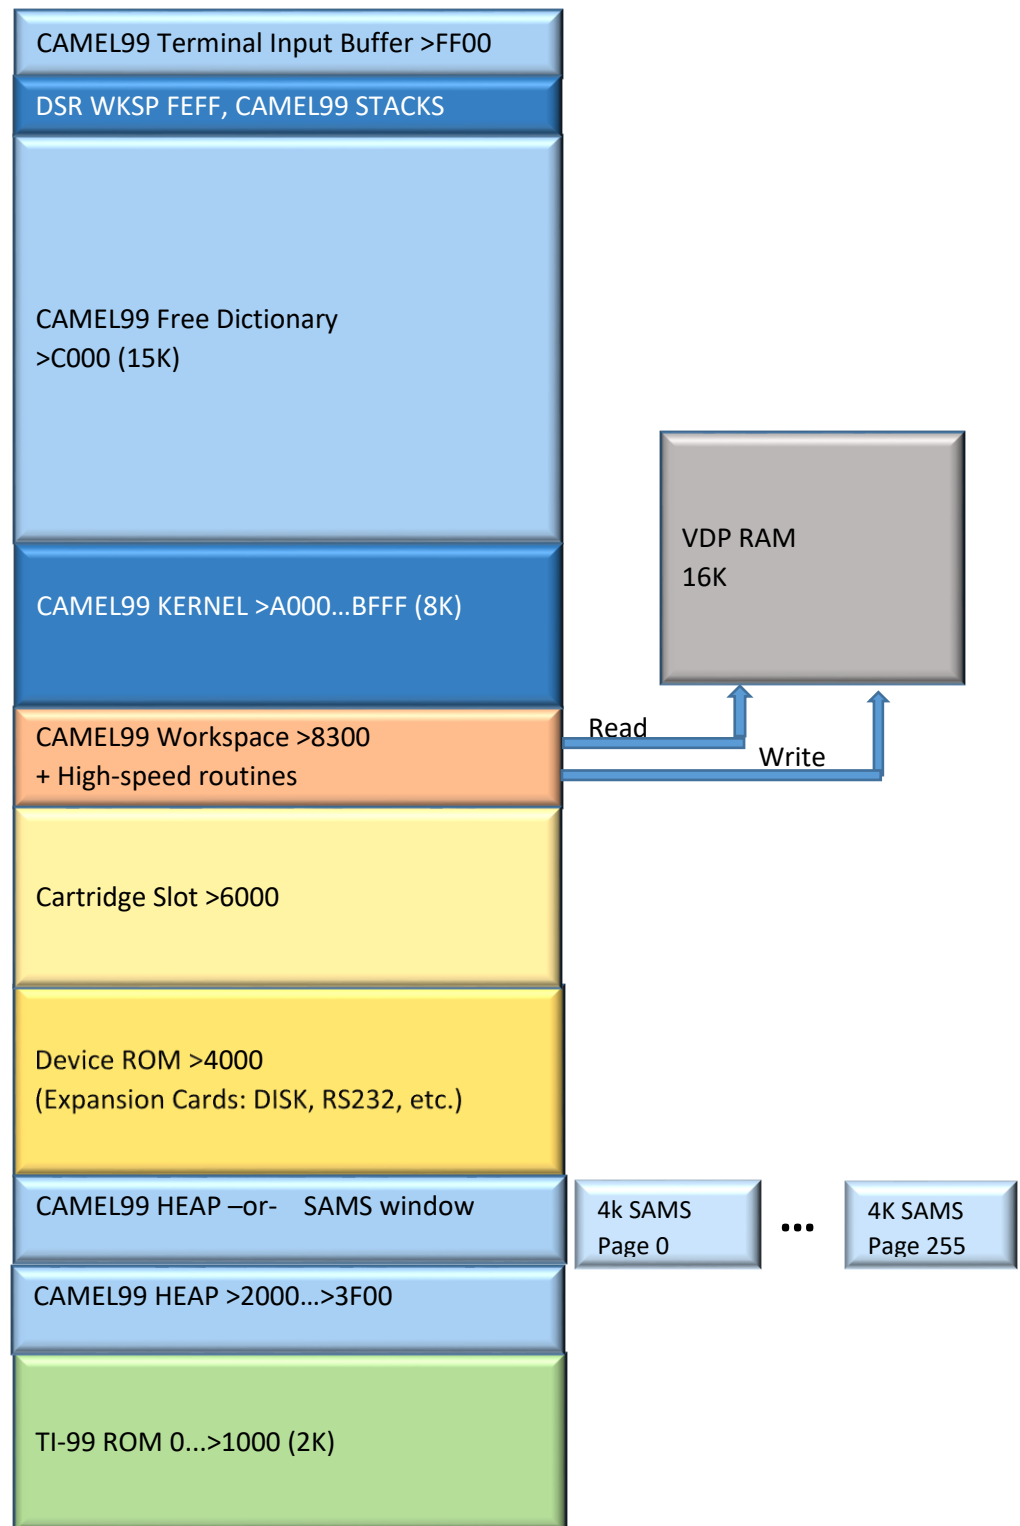 CAMEL99 Terminal Input Buffer >FF00
DSR WKSP FEFF, CAMEL99 STACKS
CAMEL99 Free Dictionary
>C000 (15K)
VDP RAM
16K
CAMEL99 KERNEL >A000...BFFF (8K)
CAMEL99 Workspace >8300
+ High-speed routines
Read
Write
Cartridge Slot >6000
Device ROM >4000
(Expansion Cards: DISK, RS232, etc.)
CAMEL99 HEAP –or- SAMS window
4k SAMS
Page 0
...
4K SAMS
Page 255
CAMEL99 HEAP >2000...>3F00
TI-99 ROM 0...>1000 (2K)